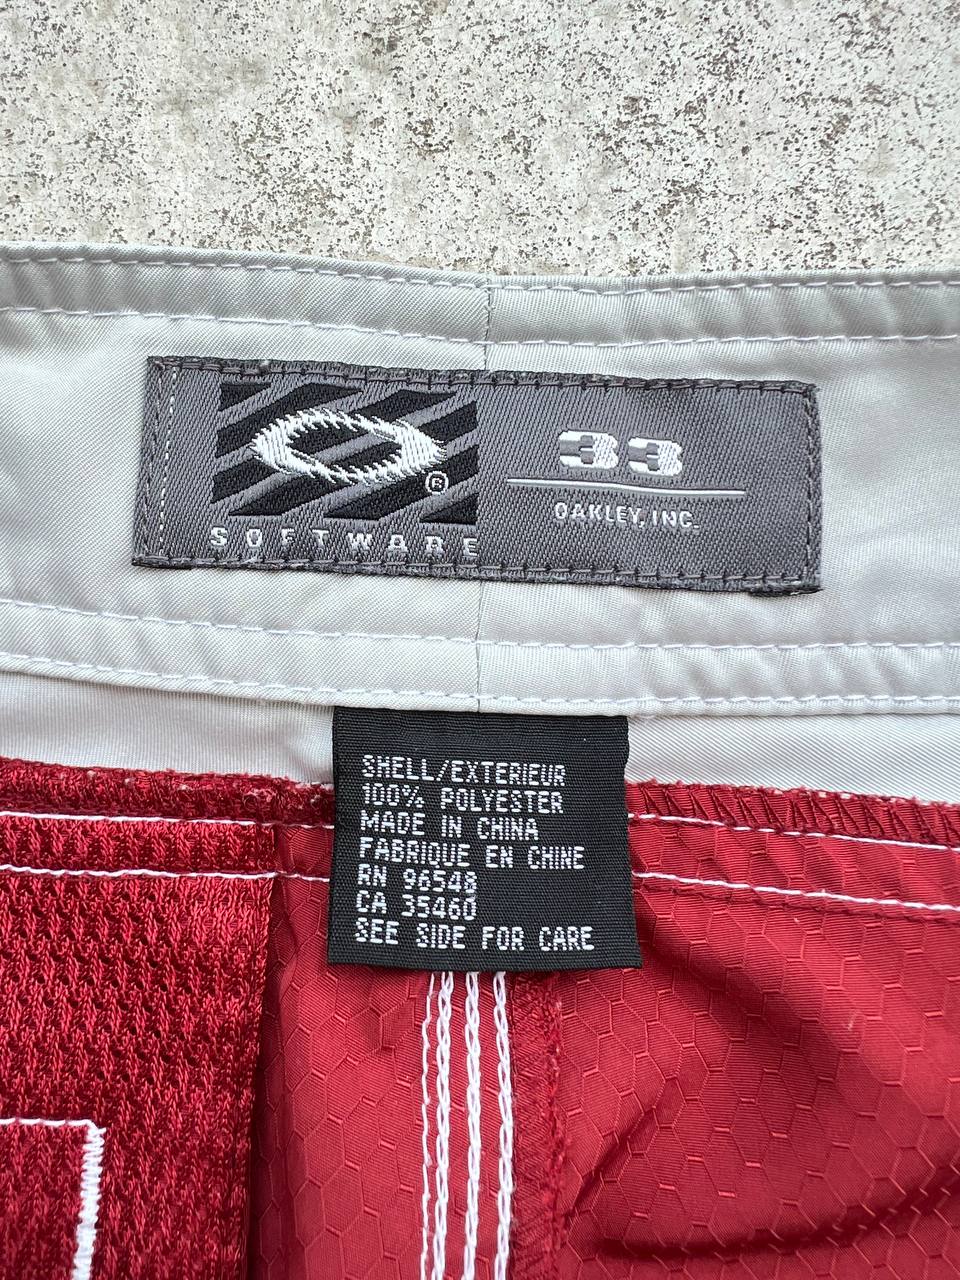 ®
SOFTWARE
33
OAKLEY, INC.
SHELL/EXTERIEUR
100% POLYESTER
MADE IN CHINA
FABRIQUE EN CHINE
RN 96548
CA 35460
SEE SIDE FOR CARE